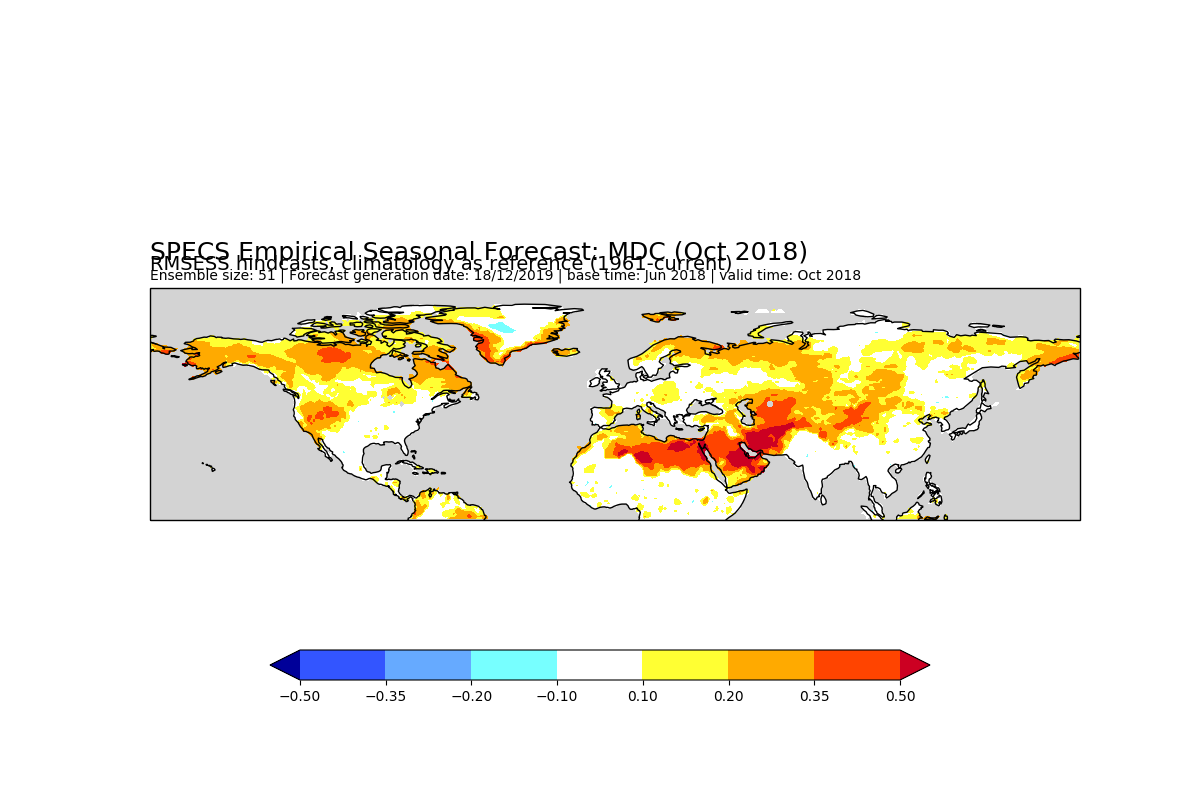 SPECS Empirical Seasonal Forecast: MDC (Oct 2018)
RMSESS hindcasts, climatology as reference (1961-current)
Ensemble size: 51 | Forecast generation date: 18/12/2019 | base time: Jun 2018 | valid time: Oct 2018
−0.50 −0.35 −0.20 −0.10 0.10 0.20 0.35 0.50